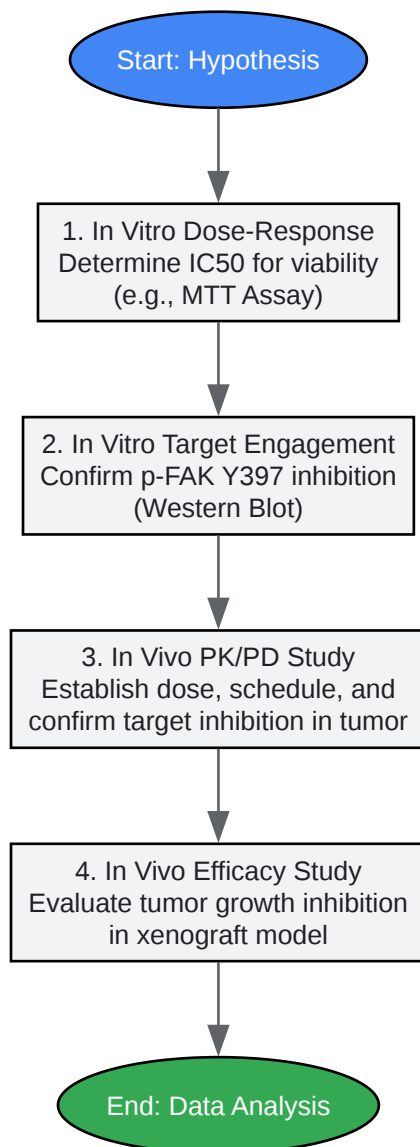 Start: Hypothesis
1. In Vitro Dose-Response
Determine IC50 for viability
(e.g., MTT Assay)
2. In Vitro Target Engagement
Confirm p-FAK Y397 inhibition
(Western Blot)
3. In Vivo PK/PD Study
Establish dose, schedule, and
confirm target inhibition in tumor
4. In Vivo Efficacy Study
Evaluate tumor growth inhibition
in xenograft model
End: Data Analysis